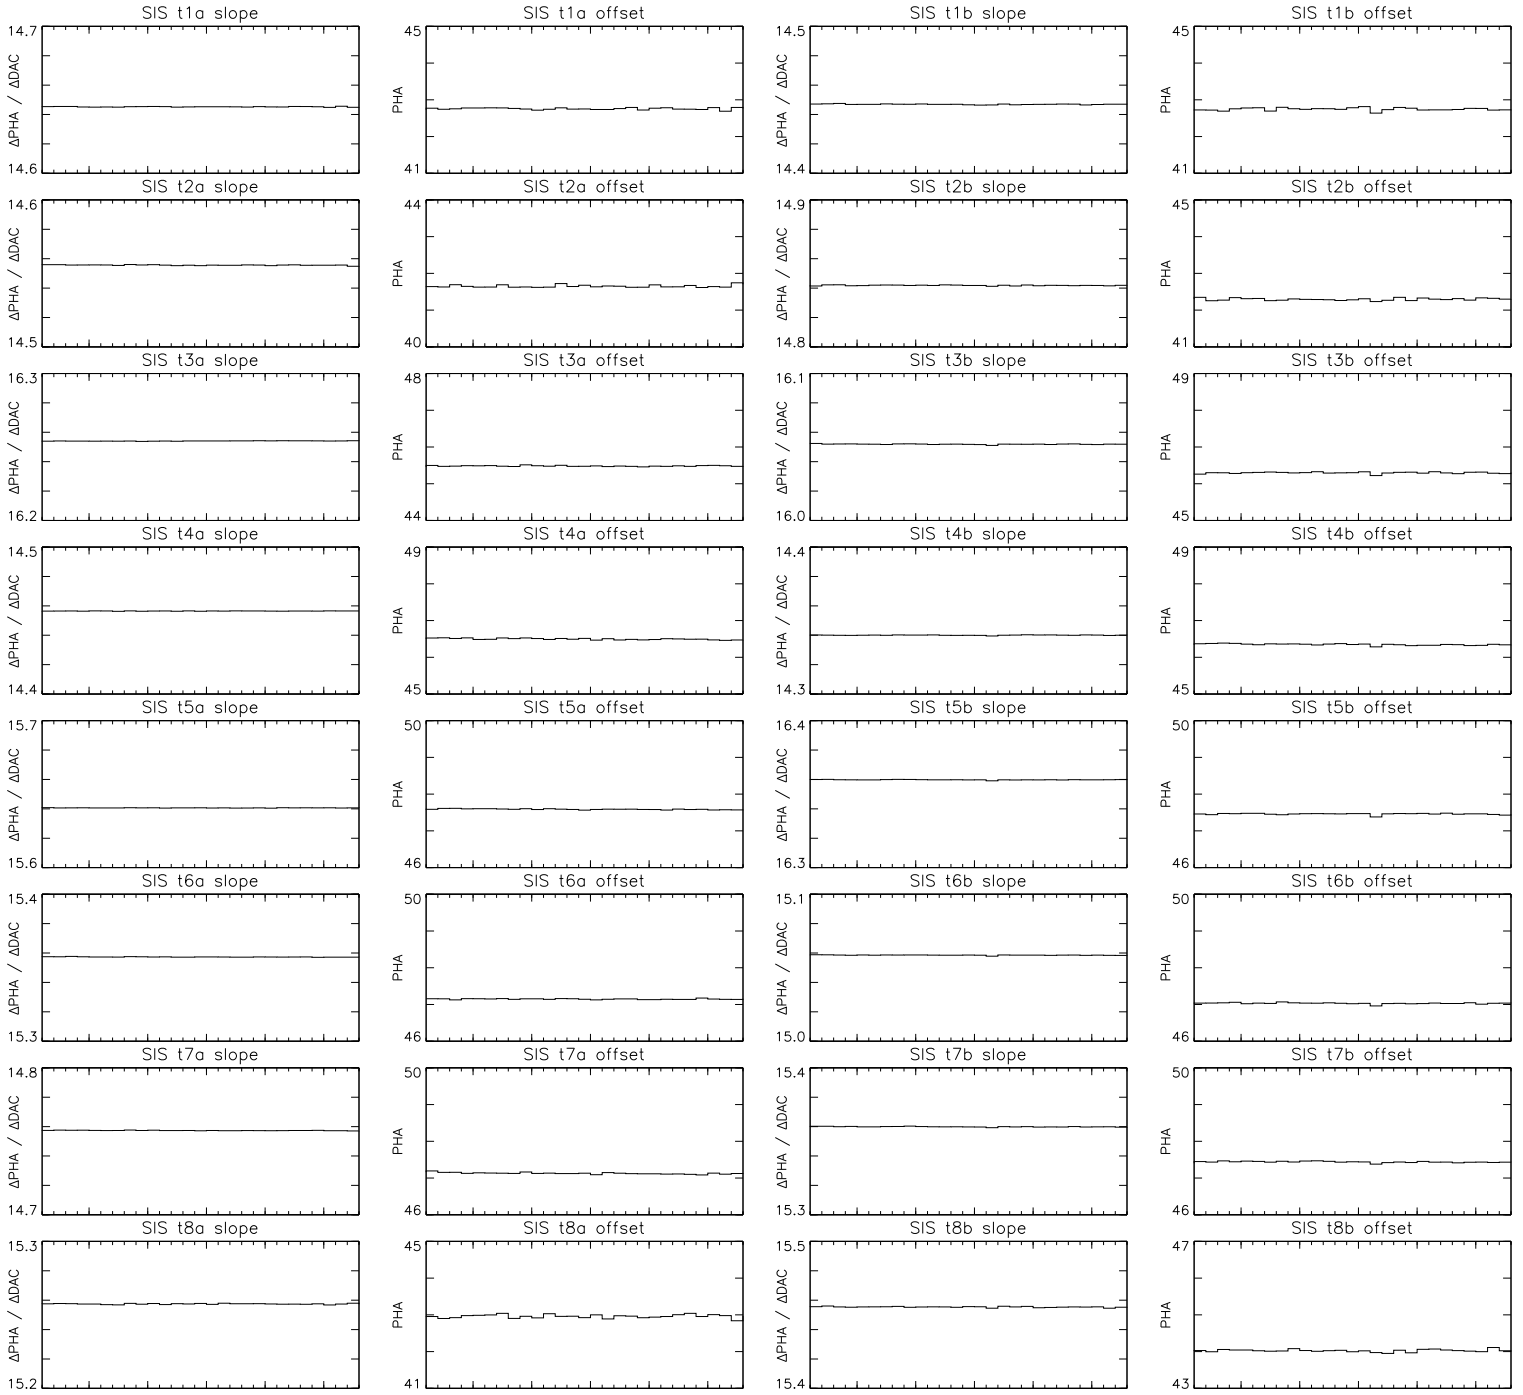 SIS t1a slope SIS t1a offset SIS t1b slope SIS t1b offset
14.7 45 14.5 45
ΔPHA / ΔDAC PHA ΔPHA / ΔDAC PHA
14.6 41 14.4 41
SIS t2a slope SIS t2a offset SIS t2b slope SIS t2b offset
14.6 44 14.9 45
ΔPHA / ΔDAC PHA ΔPHA / ΔDAC PHA
14.5 40 14.8 41
SIS t3a slope SIS t3a offset SIS t3b slope SIS t3b offset
16.3 48 16.1 49
ΔPHA / ΔDAC PHA ΔPHA / ΔDAC PHA
16.2 44 16.0 45
SIS t4a slope SIS t4a offset SIS t4b slope SIS t4b offset
14.5 49 14.4 49
ΔPHA / ΔDAC PHA ΔPHA / ΔDAC PHA
14.4 45 14.3 45
SIS t5a slope SIS t5a offset SIS t5b slope SIS t5b offset
15.7 50 16.4 50
ΔPHA / ΔDAC PHA ΔPHA / ΔDAC PHA
15.6 46 16.3 46
SIS t6a slope SIS t6a offset SIS t6b slope SIS t6b offset
15.4 50 15.1 50
ΔPHA / ΔDAC PHA ΔPHA / ΔDAC PHA
15.3 46 15.0 46
SIS t7a slope SIS t7a offset SIS t7b slope SIS t7b offset
14.8 50 15.4 50
ΔPHA / ΔDAC PHA ΔPHA / ΔDAC PHA
14.7 46 15.3 46
SIS t8a slope SIS t8a offset SIS t8b slope SIS t8b offset
15.3 45 15.5 47
ΔPHA / ΔDAC PHA ΔPHA / ΔDAC PHA
15.2 41 15.4 43